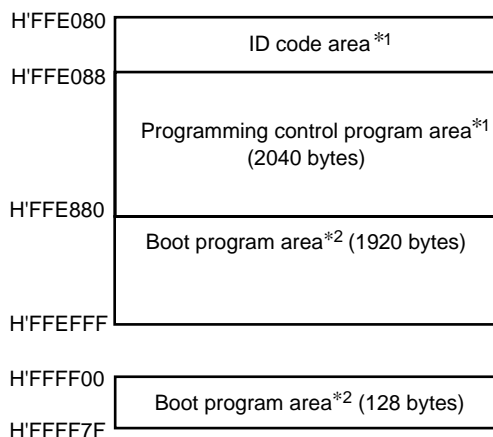 H'FFE080
ID code area*1
H'FFE088
Programming control program area*1
(2040 bytes)
H'FFE880
Boot program area*2 (1920 bytes)
H'FFEFFF
H'FFFF00
Boot program area*2 (128 bytes)
H'FFFF7F